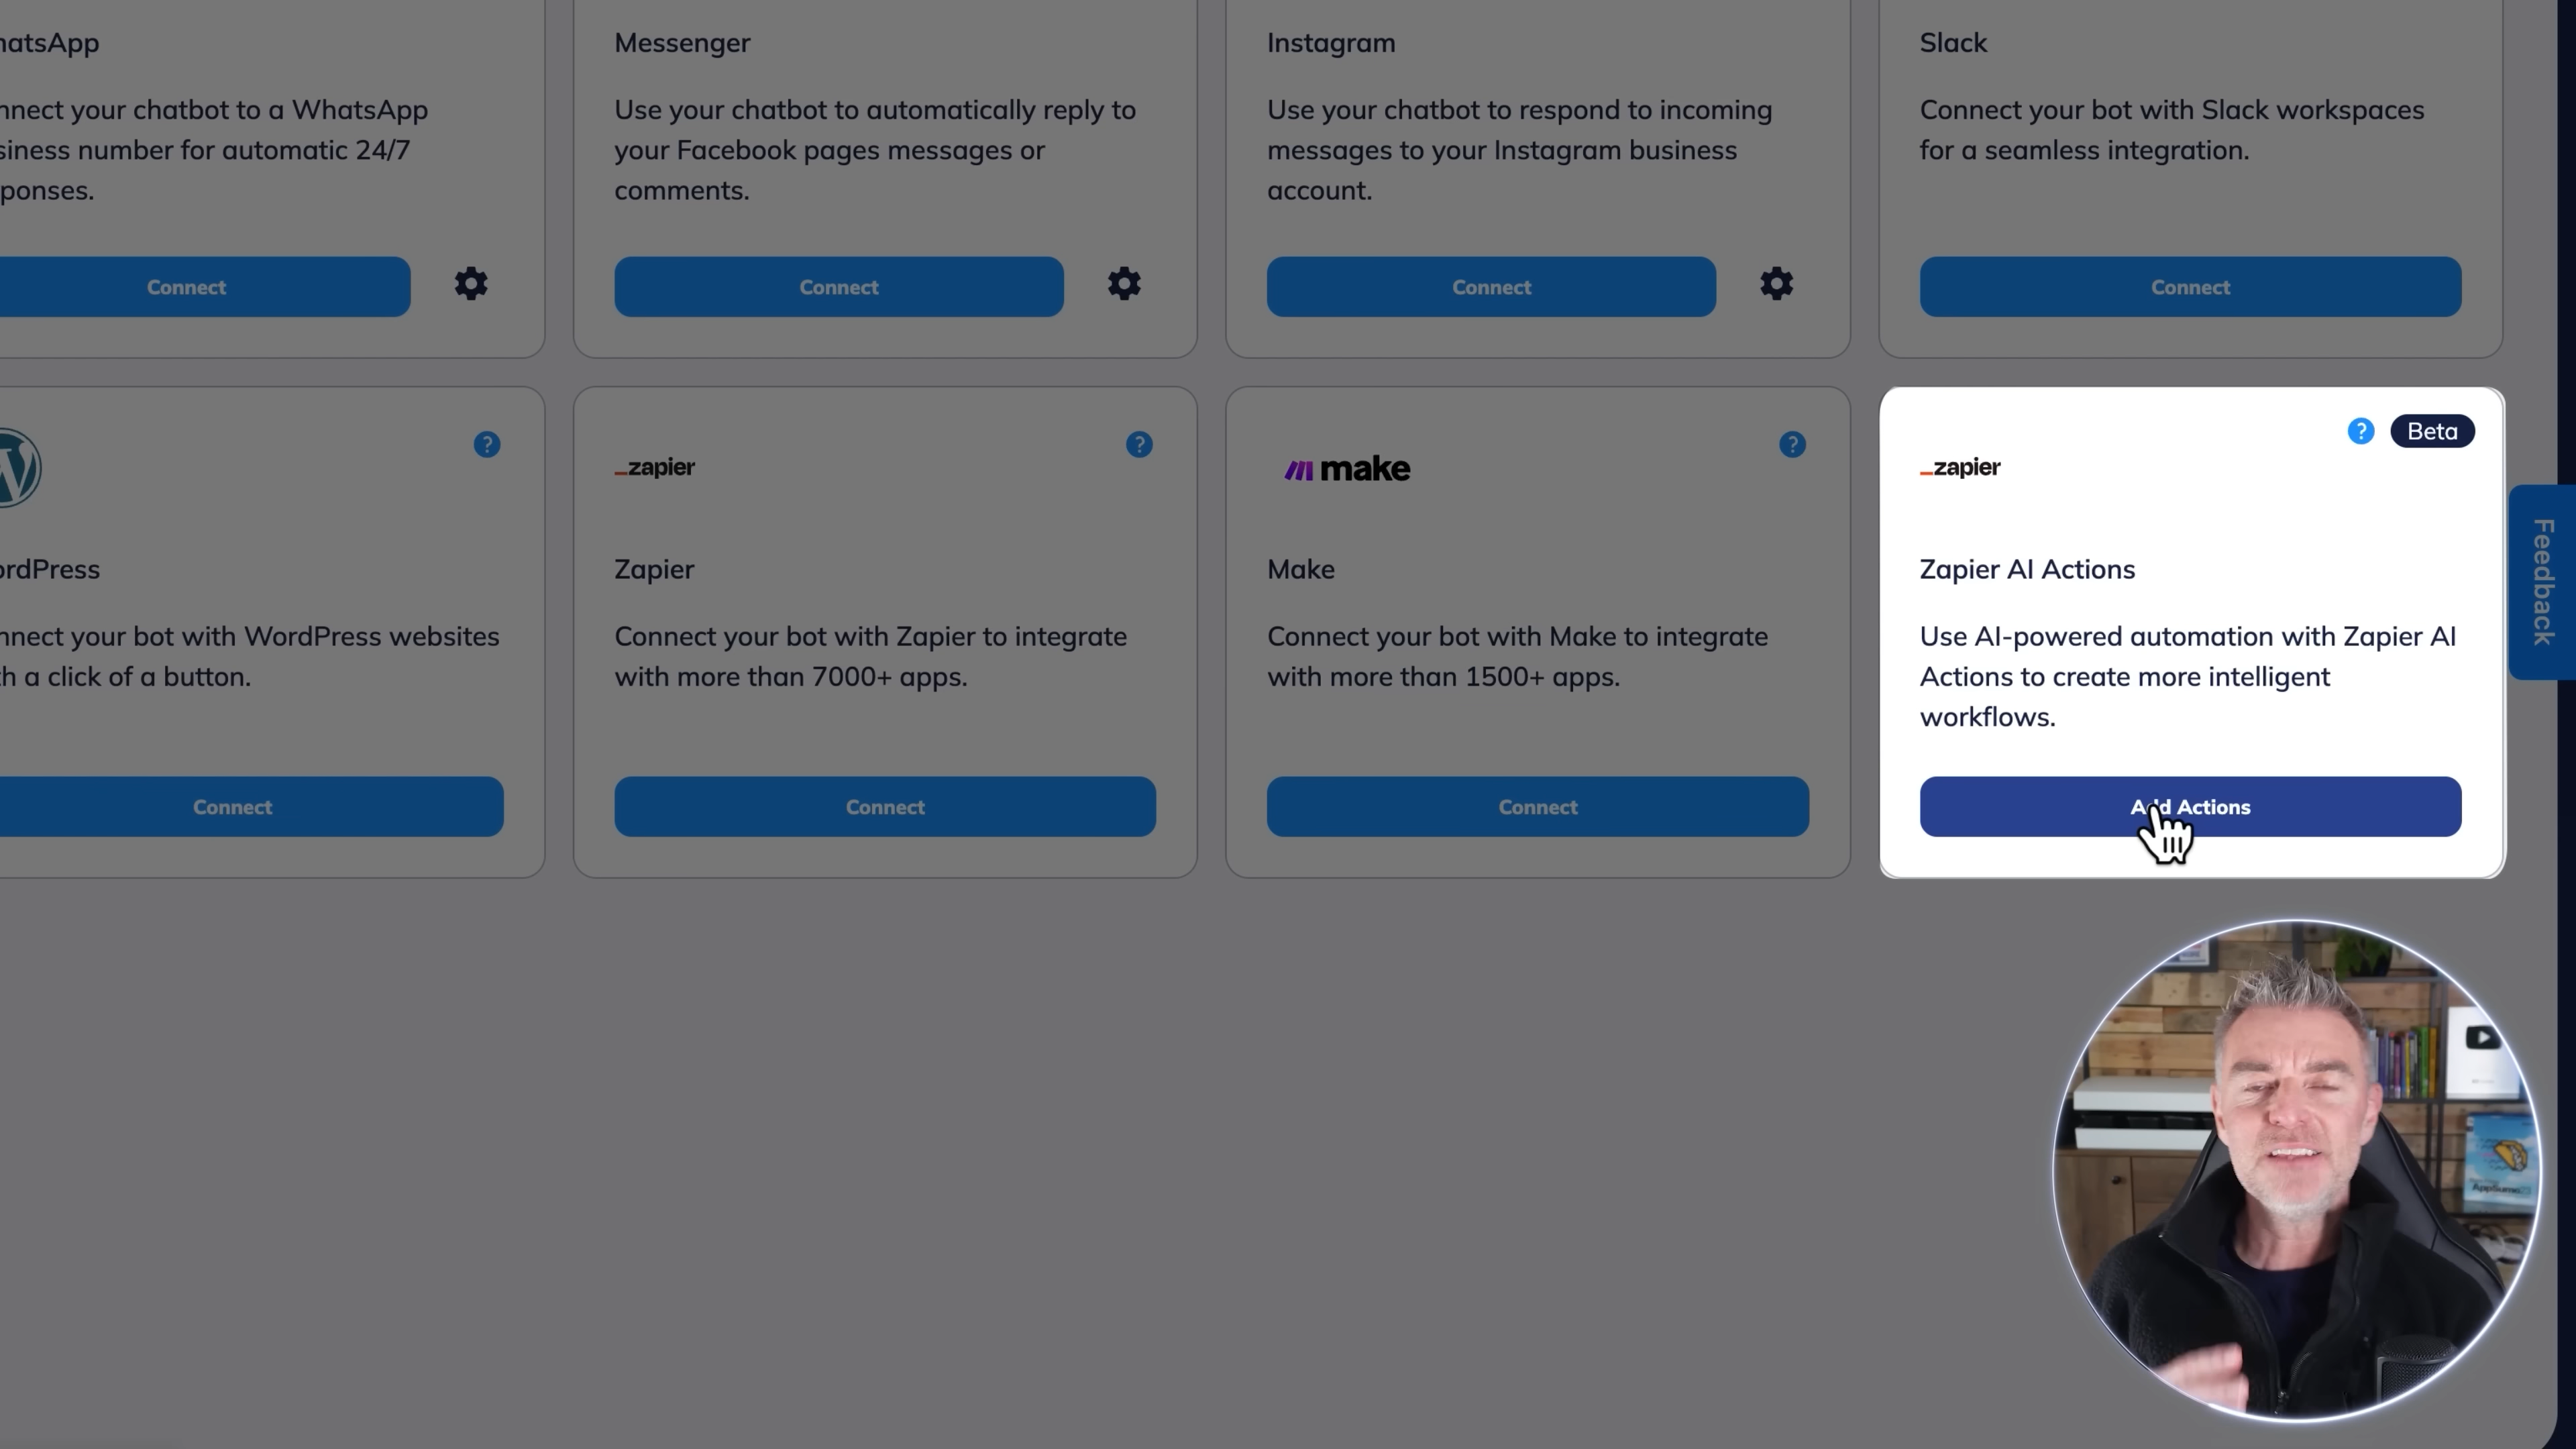 hatsApp
nnect your chatbot to a WhatsApp
siness number for automatic 24/7
ponses.
Connect
Messenger
Use your chatbot to automatically reply to
your Facebook pages messages or
comments.
Connect
Instagram
Use your chatbot to respond to incoming
messages to your Instagram business
account.
Connect
Slack
Connect your bot with Slack workspaces
for a seamless integration.
Connect
?
ordPress
nnect your bot with WordPress websites
h a click of a button.
Connect
zapier
?
Zapier
Connect your bot with Zapier to integrate
with more than 7000+ apps.
Connect
make
?
Make
Connect your bot with Make to integrate
with more than 1500+ apps.
Connect
? Beta
zapier
Zapier AI Actions
Use AI-powered automation with Zapier AI
Actions to create more intelligent
workflows.
Add Actions
Feedback